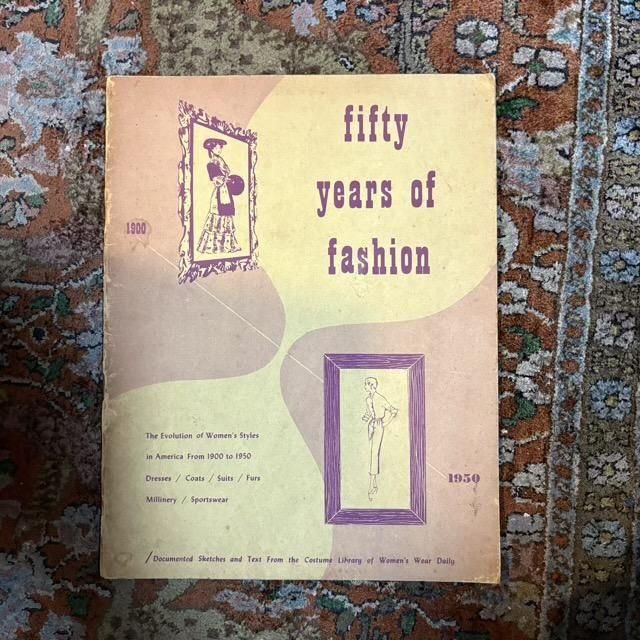 fifty
years of
fashion
1900
The Evolution of Women's Styles
in America From 1900 to 1950
Dresses / Coats / Suits / Furs
Millinery / Sportswear
1950
/Documented Sketches and Text From the Costume Library of Women's Wear Daily